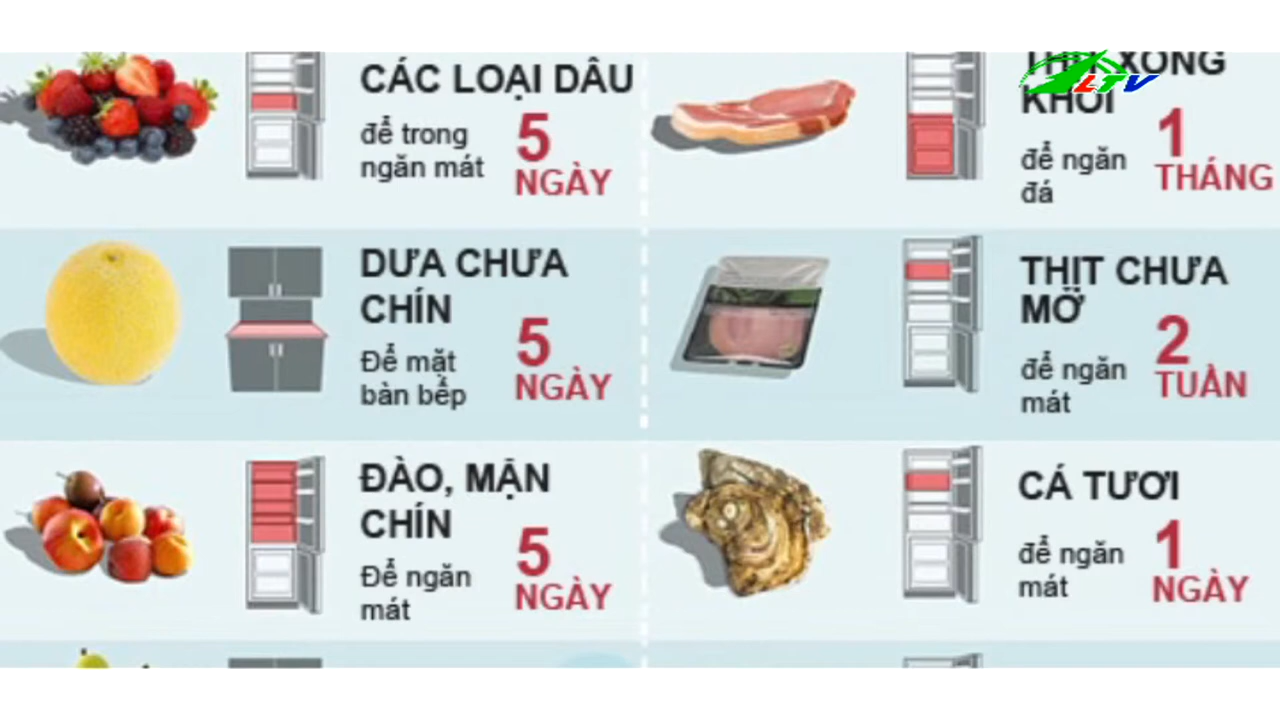 CÁC LOẠI DÂU
để trong
ngăn mát
5
NGÀY
XÔNG
KHÓI
để ngăn
đá
1
THÁNG
LTV
DƯA CHƯA
CHÍN
Để mặt
bàn bếp
5
NGÀY
THỊT CHƯA
MỞ
để ngăn
mát
2
TUẦN
ĐÀO, MẬN
CHÍN
Để ngăn
mát
5
NGÀY
CÁ TƯƠI
để ngăn
mát
1
NGÀY